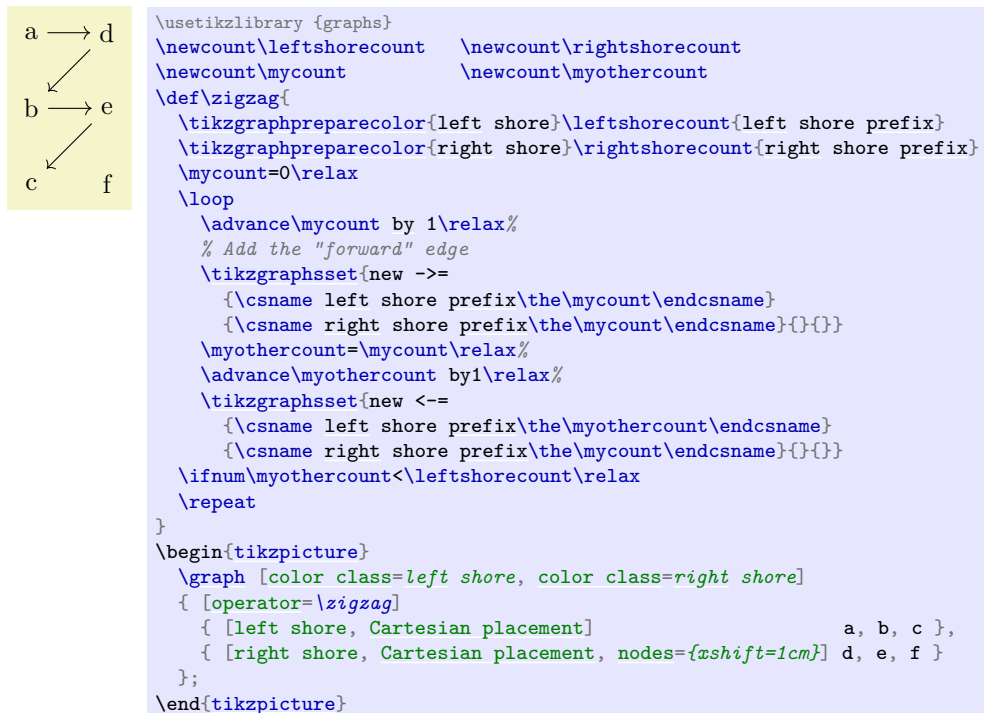 a d
b e
c f
\usetikzlibrary {graphs}
\newcount\leftshorecount   \newcount\rightshorecount
\newcount\mycount          \newcount\myothercount
\def\zigzag{
  \tikzgraphpreparecolor{left shore}\leftshorecount{left shore prefix}
  \tikzgraphpreparecolor{right shore}\rightshorecount{right shore prefix}
  \mycount=0\relax
  \loop
    \advance\mycount by 1\relax%
    % Add the "forward" edge
    \tikzgraphsset{new ->=
      {\csname left shore prefix\the\mycount\endcsname}
      {\csname right shore prefix\the\mycount\endcsname}{}{}}
    \myothercount=\mycount\relax%
    \advance\myothercount by1\relax%
    \tikzgraphsset{new <-=
      {\csname left shore prefix\the\myothercount\endcsname}
      {\csname right shore prefix\the\mycount\endcsname}{}{}}
  \ifnum\myothercount<\leftshorecount\relax
  \repeat
}
\begin{tikzpicture}
  \graph [color class=left shore, color class=right shore]
  { [operator=\zigzag]
    { [left shore, Cartesian placement]                      a, b, c },
    { [right shore, Cartesian placement, nodes={xshift=1cm}] d, e, f }
  };
\end{tikzpicture}